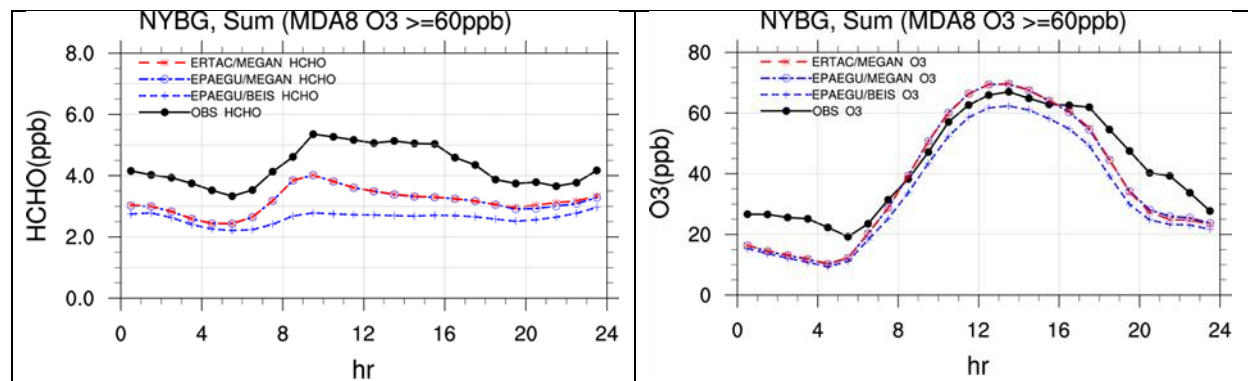 NYBG, Sum (MDA8 O3 >=60ppb)
8.0
6.0
4.0
2.0
0.0
HCHO(ppb)
ERTAC/MEGAN HCHO
EPAEGU/MEGAN HCHO
EPAEGU/BEIS HCHO
OBS HCHO
0 4 8 12 16 20 24
hr
NYBG, Sum (MDA8 O3 >=60ppb)
80
60
40
20
0
O3(ppb)
ERTAC/MEGAN O3
EPAEGU/MEGAN O3
EPAEGU/BEIS O3
OBS O3
0 4 8 12 16 20 24
hr